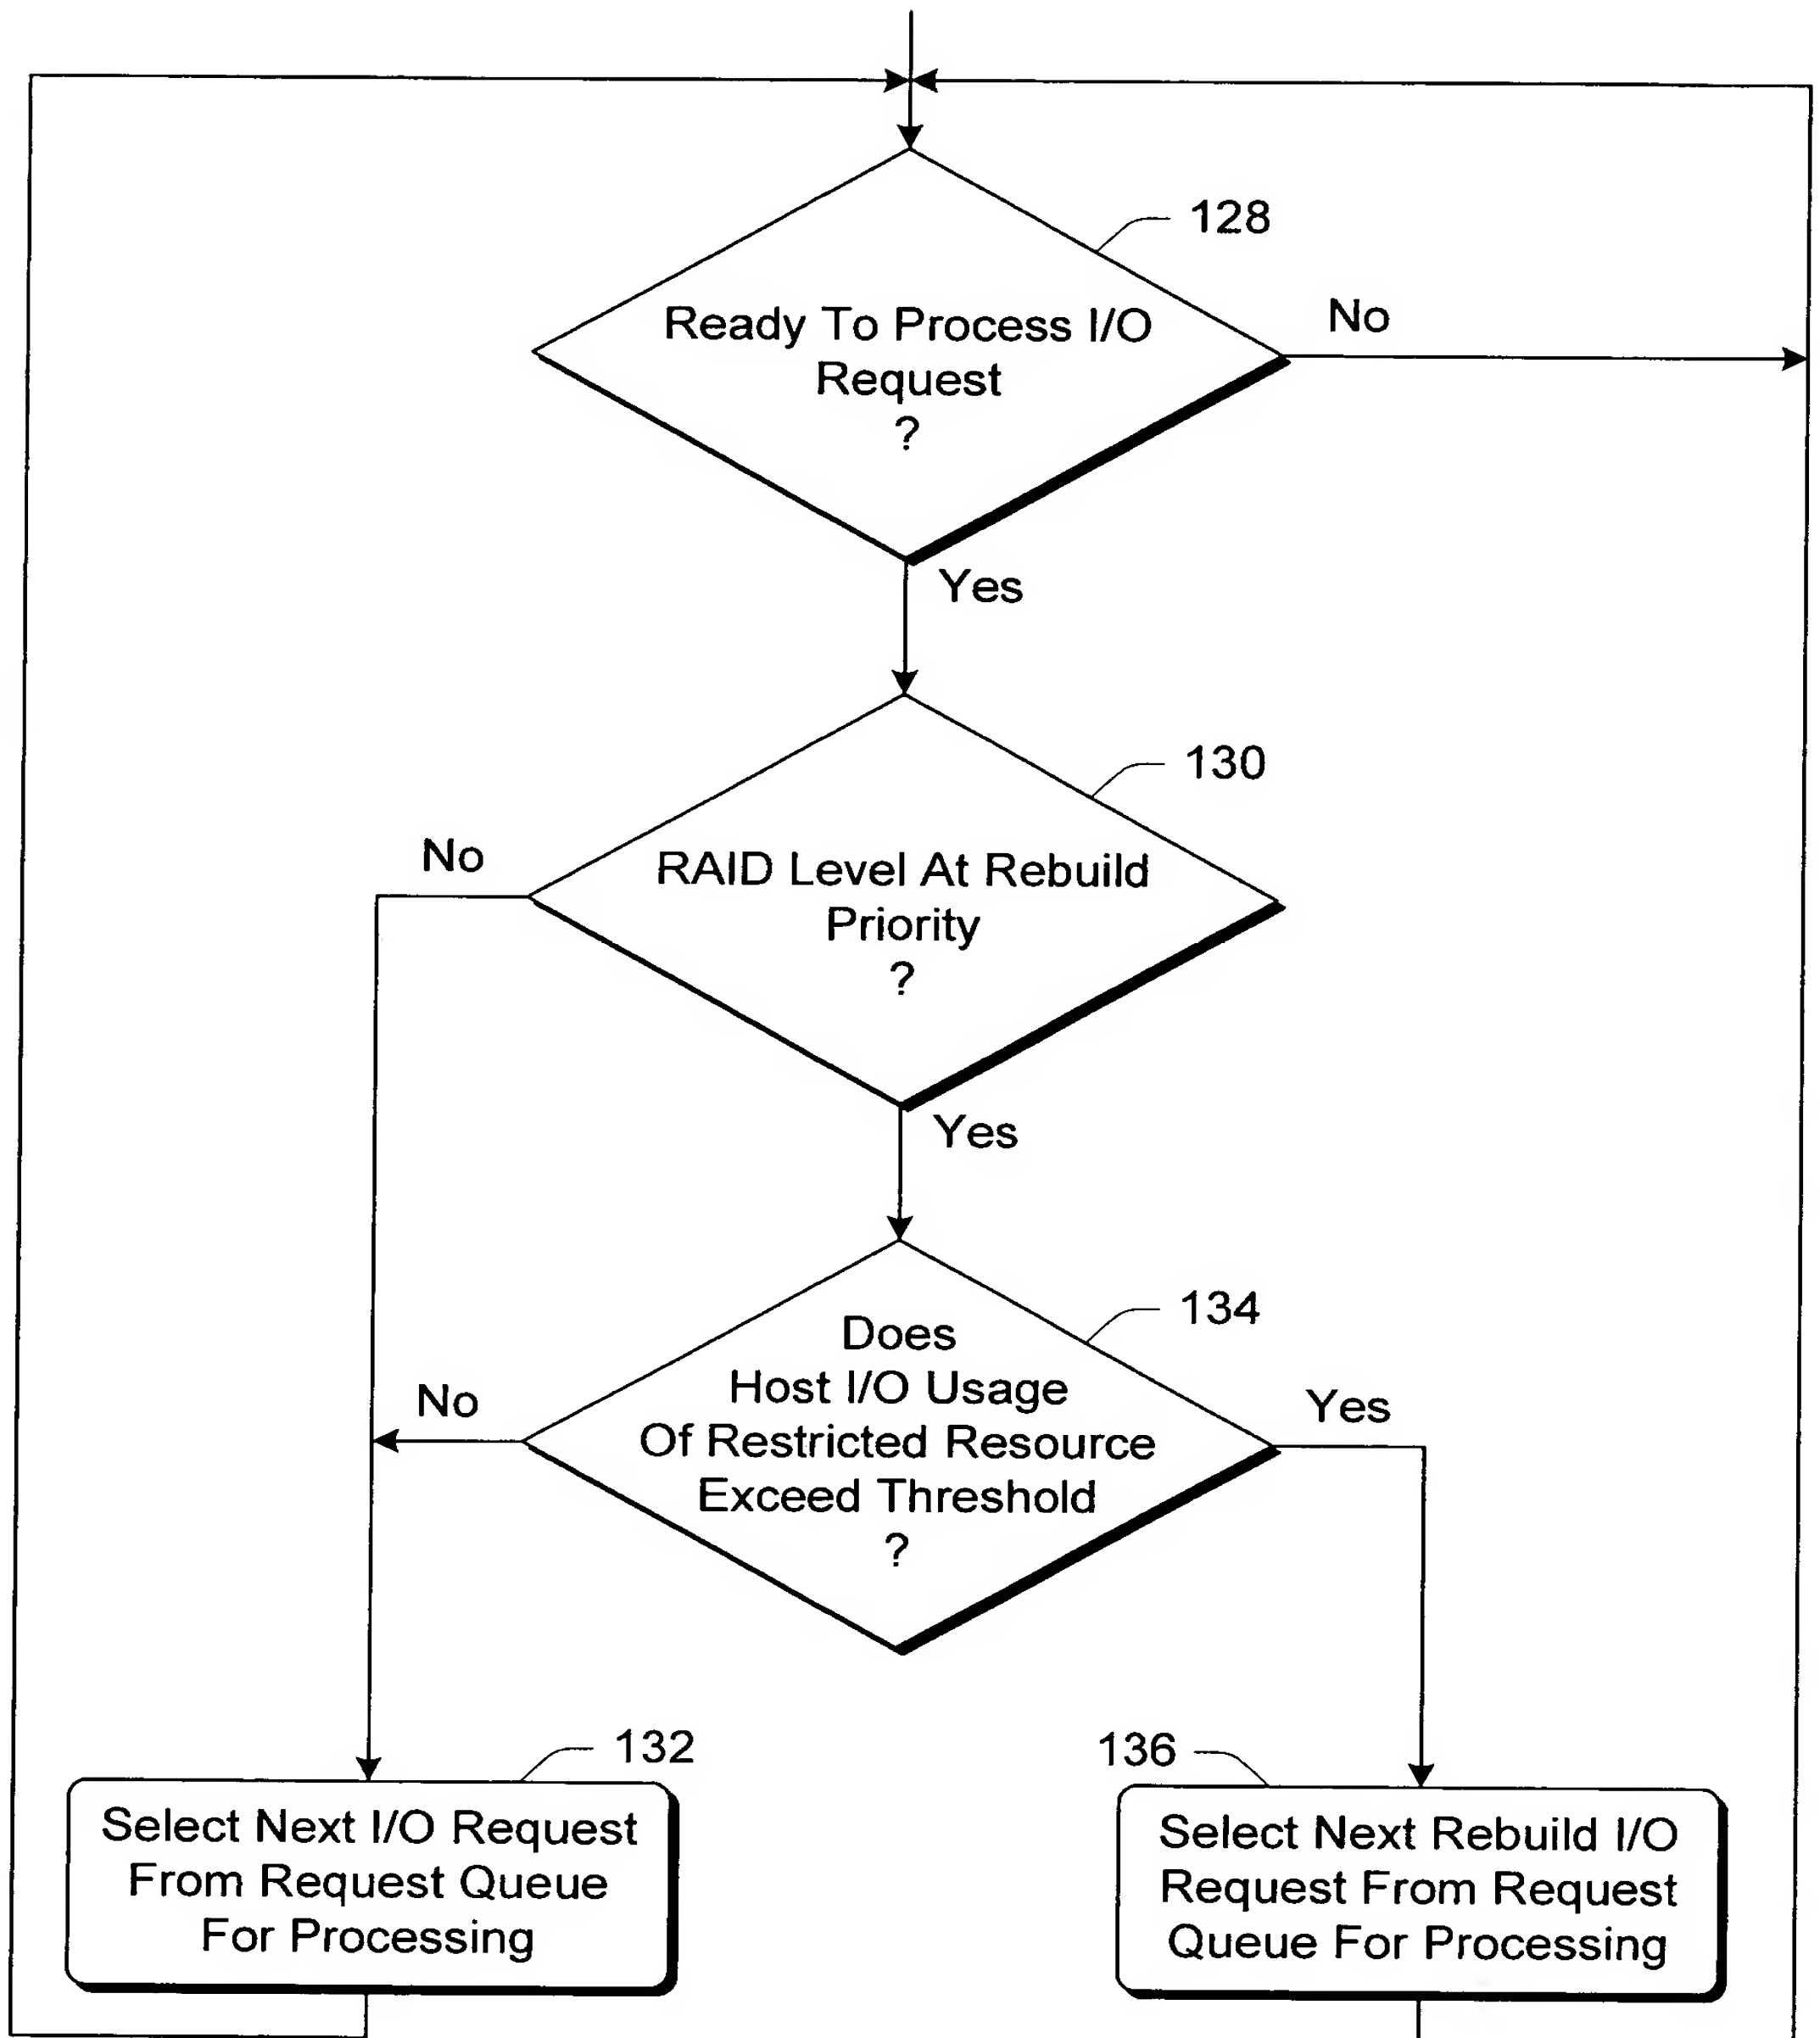 128
Ready To Process I/O
Request
?
No
Yes
130
No
RAID Level At Rebuild
Priority
?
Yes
134
Does
Host I/O Usage
Of Restricted Resource
Exceed Threshold
?
No
Yes
132
Select Next I/O Request
From Request Queue
For Processing
136
Select Next Rebuild I/O
Request From Request
Queue For Processing